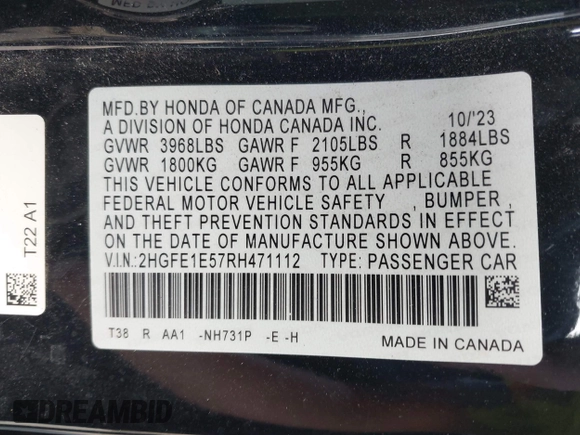 MFD.BY HONDA OF CANADA MFG.,
A DIVISION OF HONDA CANADA INC. 10/'23
GVWR 3968LBS GAWR F 2105LBS R 1884LBS
GVWR 1800KG GAWR F 955KG R 855KG
THIS VEHICLE CONFORMS TO ALL APPLICABLE
FEDERAL MOTOR VEHICLE SAFETY , BUMPER ,
AND THEFT PREVENTION STANDARDS IN EFFECT
ON THE DATE OF MANUFACTURE SHOWN ABOVE.
V.I.N:2HGFE1E57RH471112 TYPE: PASSENGER CAR
T38 R AA1 -NH731P -E -H
MADE IN CANADA
T22 A1
DREAMBID